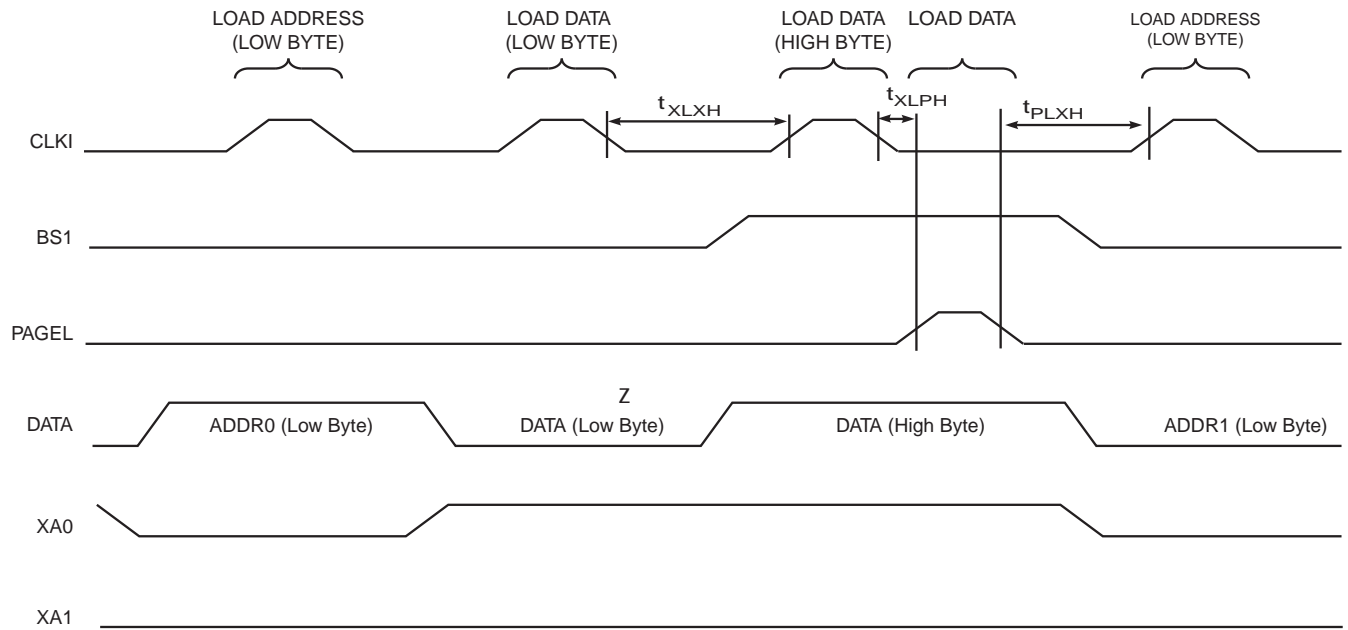 LOAD ADDRESS
(LOW BYTE)
LOAD DATA
(LOW BYTE)
LOAD DATA
(HIGH BYTE)
LOAD DATA
LOAD ADDRESS
(LOW BYTE)
tXLXH
tXLPH
tPLXH
CLKI
BS1
PAGEL
DATA
ADDR0 (Low Byte)
Z
DATA (Low Byte)
DATA (High Byte)
ADDR1 (Low Byte)
XA0
XA1